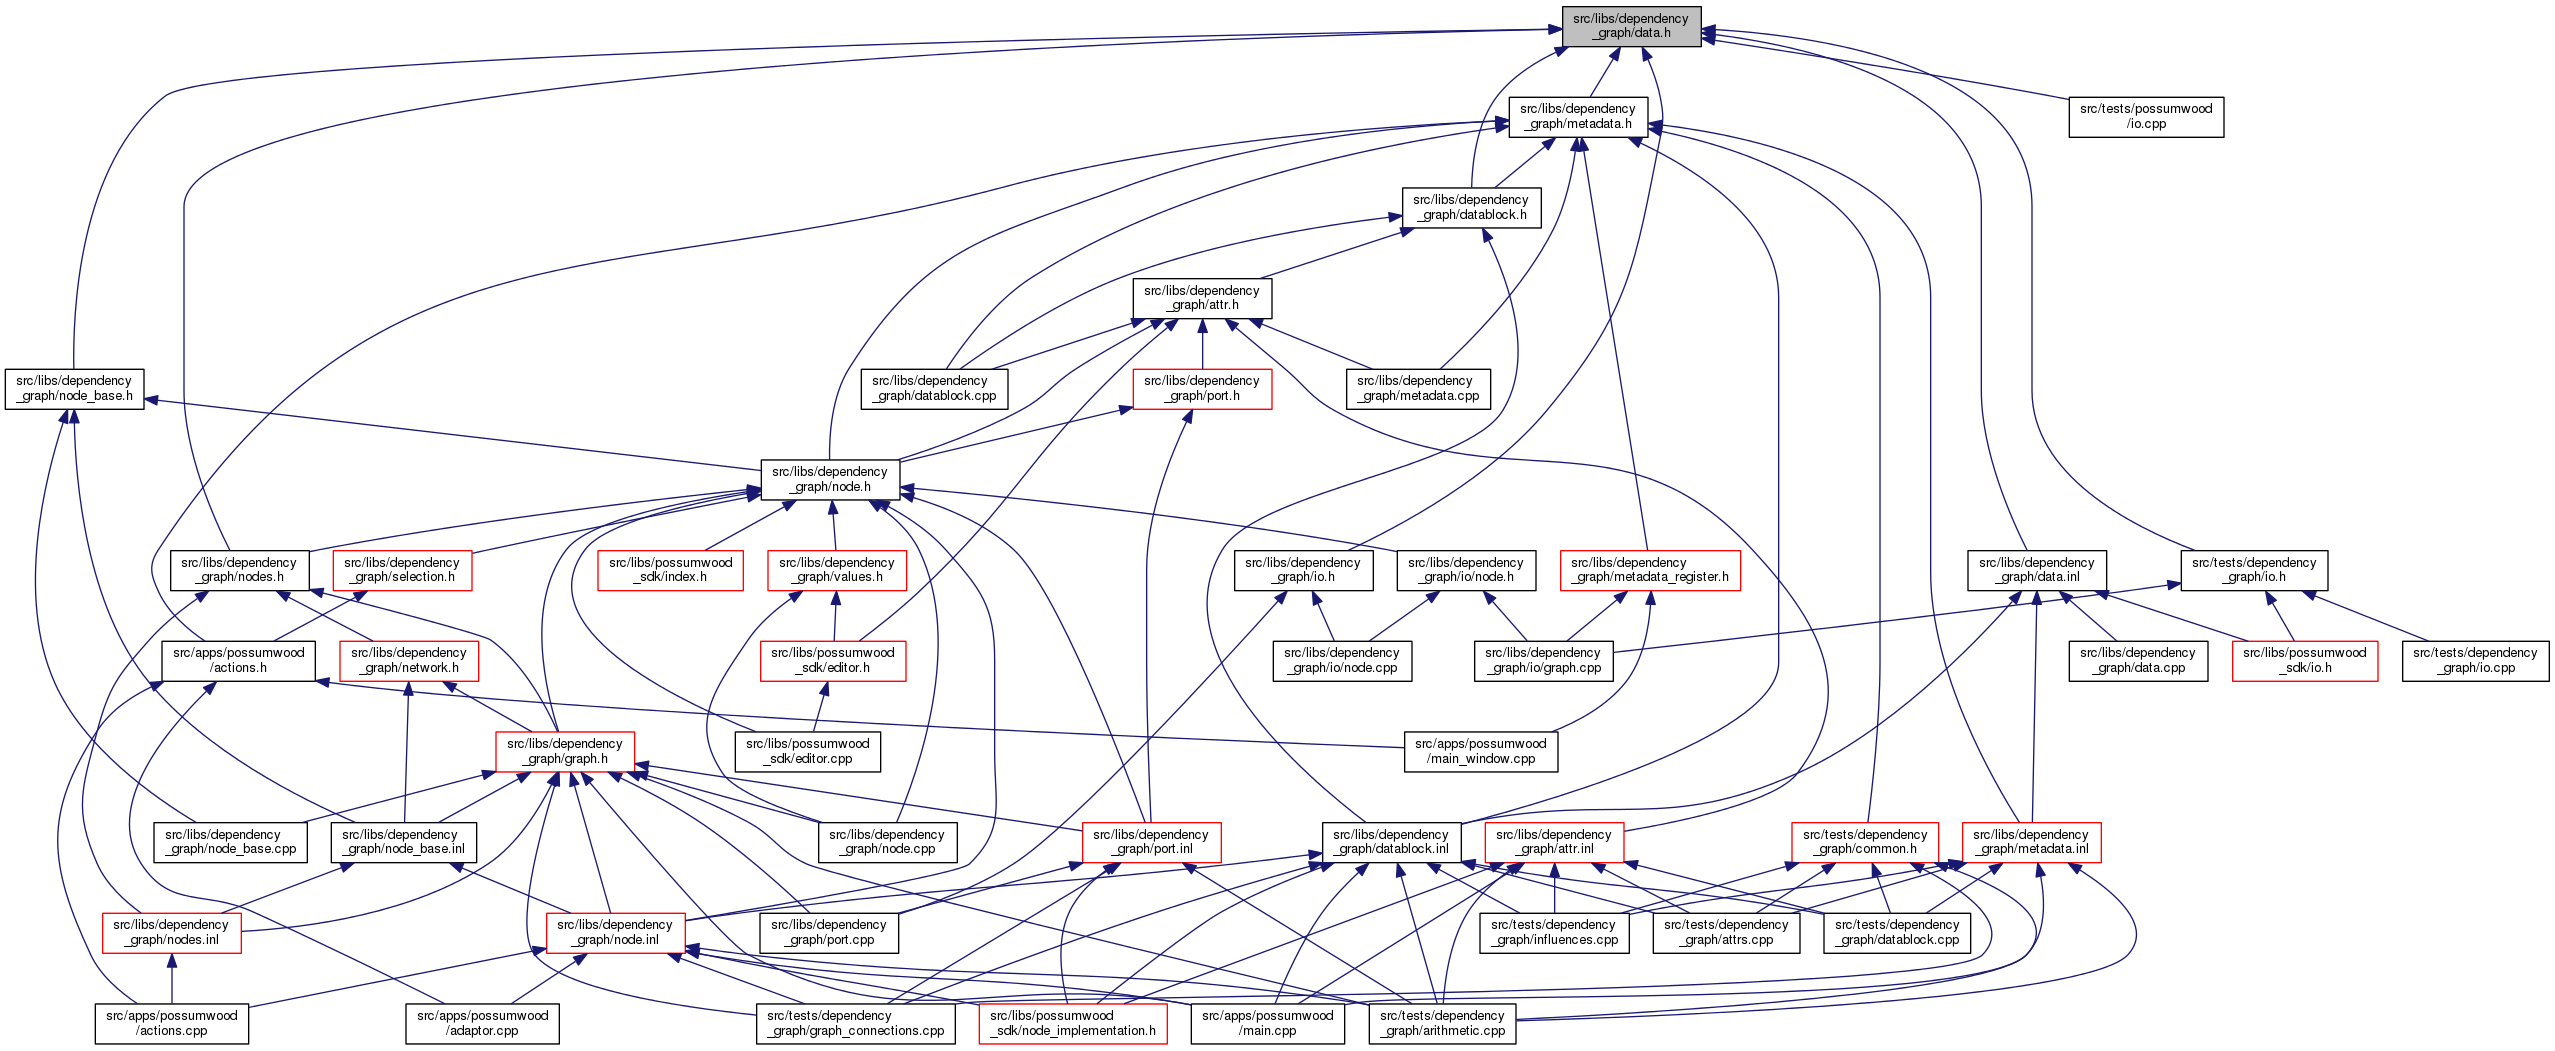 src/libs/dependency
_graph/data.h
src/libs/dependency
_graph/metadata.h
src/tests/possumwood
/io.cpp
src/libs/dependency
_graph/datablock.h
src/libs/dependency
_graph/attr.h
src/libs/dependency
_graph/node_base.h
src/libs/dependency
_graph/datablock.cpp
src/libs/dependency
_graph/port.h
src/libs/dependency
_graph/metadata.cpp
src/libs/dependency
_graph/node.h
src/libs/dependency
_graph/nodes.h
src/libs/dependency
_graph/selection.h
src/libs/possumwood
_sdk/index.h
src/libs/dependency
_graph/values.h
src/libs/dependency
_graph/io.h
src/libs/dependency
_graph/io/node.h
src/libs/dependency
_graph/metadata_register.h
src/libs/dependency
_graph/data.inl
src/tests/dependency
_graph/io.h
src/apps/possumwood
/actions.h
src/libs/dependency
_graph/network.h
src/libs/possumwood
_sdk/editor.h
src/libs/dependency
_graph/io/node.cpp
src/libs/dependency
_graph/io/graph.cpp
src/libs/dependency
_graph/data.cpp
src/libs/possumwood
_sdk/io.h
src/tests/dependency
_graph/io.cpp
src/libs/dependency
_graph/graph.h
src/libs/possumwood
_sdk/editor.cpp
src/apps/possumwood
/main_window.cpp
src/libs/dependency
_graph/node_base.cpp
src/libs/dependency
_graph/node_base.inl
src/libs/dependency
_graph/node.cpp
src/libs/dependency
_graph/port.inl
src/libs/dependency
_graph/datablock.inl
src/libs/dependency
_graph/attr.inl
src/tests/dependency
_graph/common.h
src/libs/dependency
_graph/metadata.inl
src/libs/dependency
_graph/nodes.inl
src/libs/dependency
_graph/node.inl
src/libs/dependency
_graph/port.cpp
src/tests/dependency
_graph/influences.cpp
src/tests/dependency
_graph/attrs.cpp
src/tests/dependency
_graph/datablock.cpp
src/apps/possumwood
/actions.cpp
src/apps/possumwood
/adaptor.cpp
src/tests/dependency
_graph/graph_connections.cpp
src/libs/possumwood
_sdk/node_implementation.h
src/apps/possumwood
/main.cpp
src/tests/dependency
_graph/arithmetic.cpp